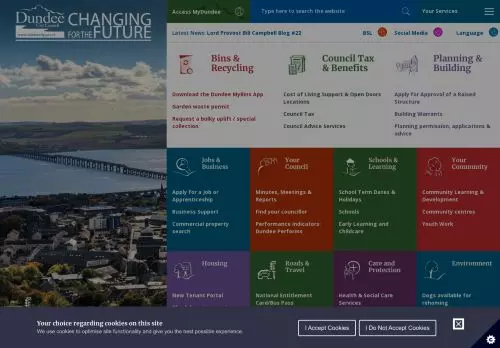 Dundee
City Council
CHANGING
FOR THE FUTURE
www.dundeecity.gov.uk
Access MyDundee
Type here to search the website
Your Services
Latest News Lord Provost Bill Campbell Blog #22
BSL
Social Media
Language
Bins &
Recycling
Download the Dundee MyBins App
Garden waste permit
Request a bulky uplift / special
collection
Council Tax
& Benefits
Cost of Living Support & Open Doors
Locations
Council Tax
Council Advice Services
Planning &
Building
Apply for Approval of a Raised
Structure
Building Warrants
Planning permission, applications &
advice
Jobs &
Business
Apply for a Job or
Apprenticeship
Business Support
Commercial property
search
Your
Council
Minutes, Meetings &
Reports
Find your councillor
Performance Indicators
Dundee Performs
Schools &
Learning
School Term Dates &
Holidays
Schools
Early Learning and
Childcare
Your
Community
Community Learning &
Development
Community centres
Youth Work
Housing
New Tenant Portal
Roads &
Travel
National Entitlement
Card/Bus Pass
Care and
Protection
Health & Social Care
Services
Environment
Dogs available for
rehoming
Your choice regarding cookies on this site
We use cookies to optimise site functionality and give you the best possible experience.
I Accept Cookies
I Do Not Accept Cookies